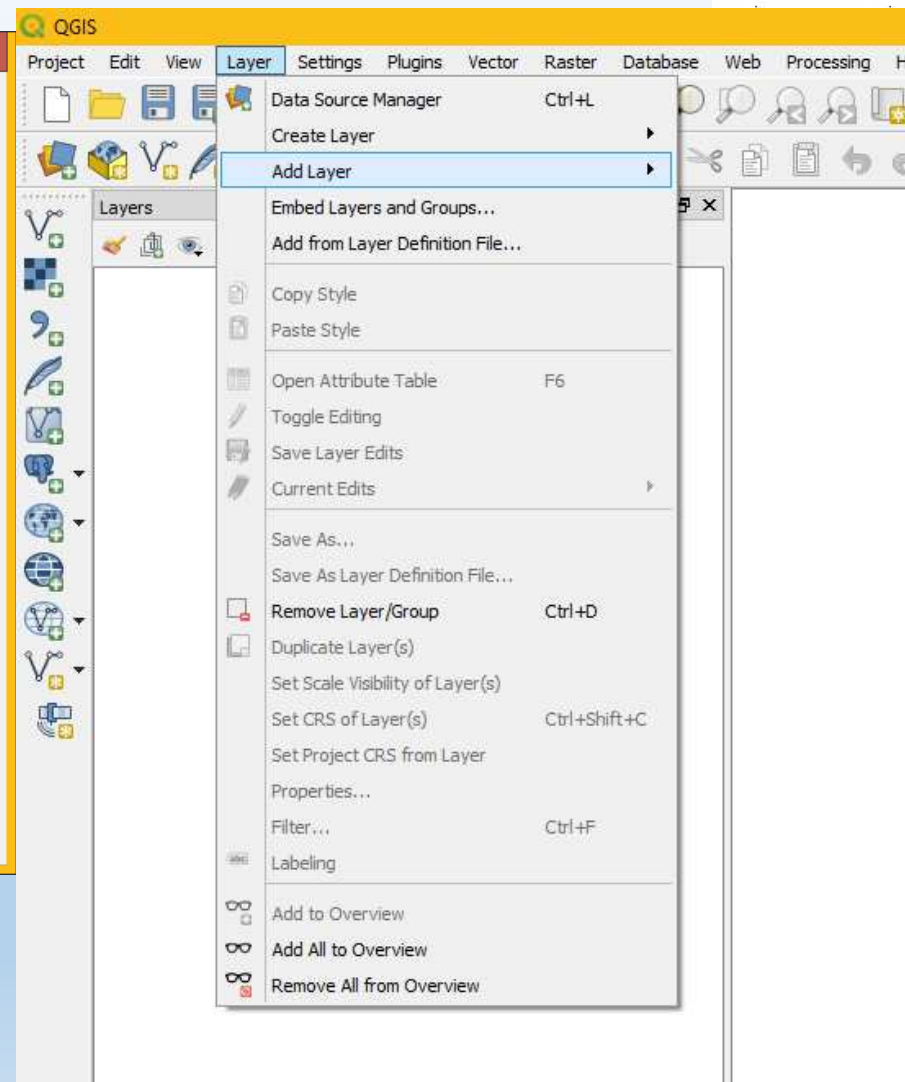 QGIS
Project Edit View Layer Settings Plugins Vector Raster Database Web Processing H
Data Source Manager Ctrl+L
Create Layer
Add Layer
Layers
Embed Layers and Groups...
Add from Layer Definition File...
Copy Style
Paste Style
Open Attribute Table F6
Toggle Editing
Save Layer Edits
Current Edits
Save As...
Save As Layer Definition File...
Remove Layer/Group Ctrl+D
Duplicate Layer(s)
Set Scale Visibility of Layer(s)
Set CRS of Layer(s) Ctrl+Shift+C
Set Project CRS from Layer
Properties...
Filter... Ctrl+F
abc Labeling
Add to Overview
Add All to Overview
Remove All from Overview